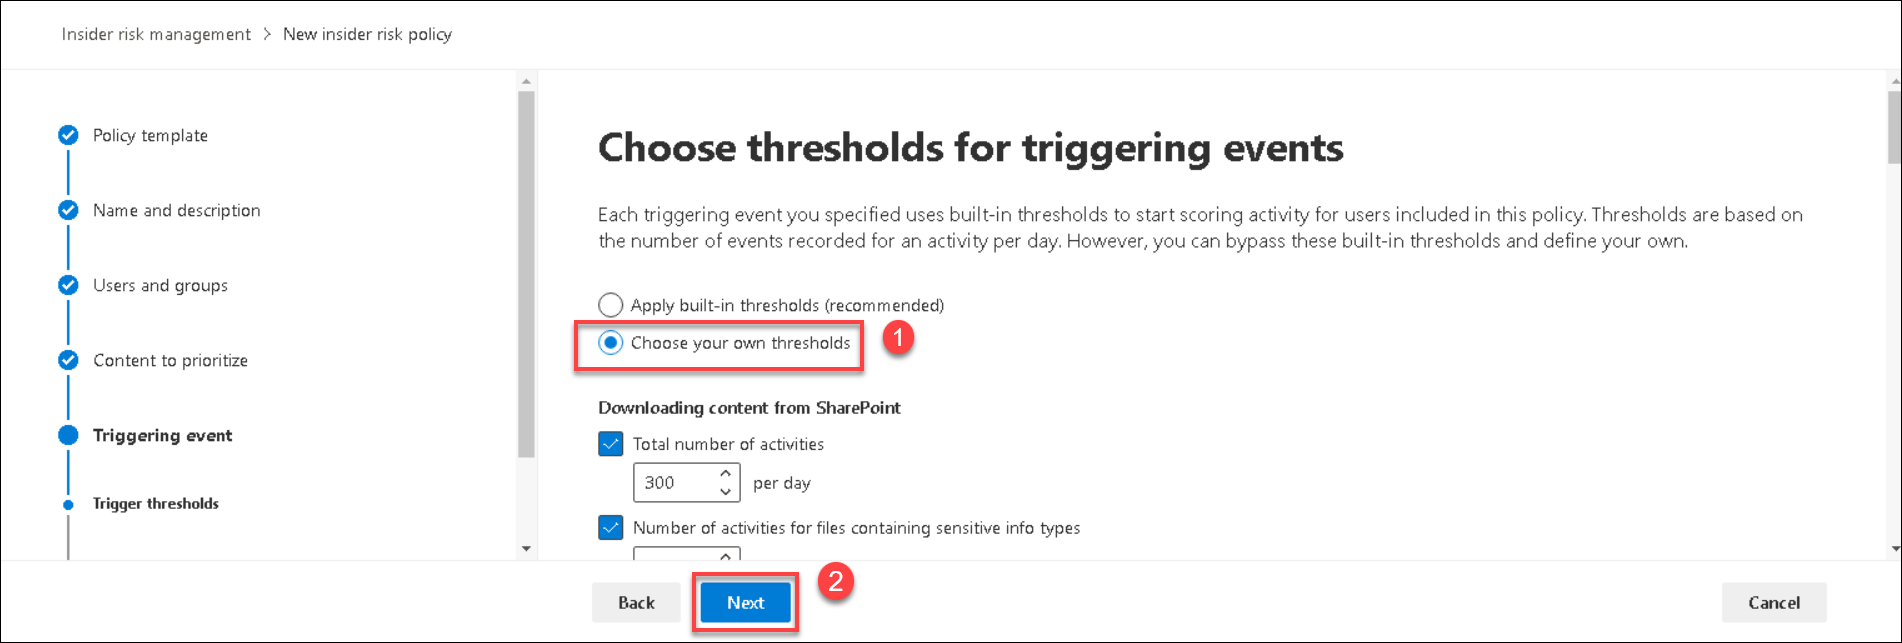 Insider risk management > New insider risk policy
Policy template
Name and description
Users and groups
Content to prioritize
Triggering event
Trigger thresholds
Choose thresholds for triggering events
Each triggering event you specified uses built-in thresholds to start scoring activity for users included in this policy. Thresholds are based on
the number of events recorded for an activity per day. However, you can bypass these built-in thresholds and define your own.
Apply built-in thresholds (recommended)
Choose your own thresholds
1
Downloading content from SharePoint
Total number of activities
300 per day
Number of activities for files containing sensitive info types
Back
Next
2
Cancel